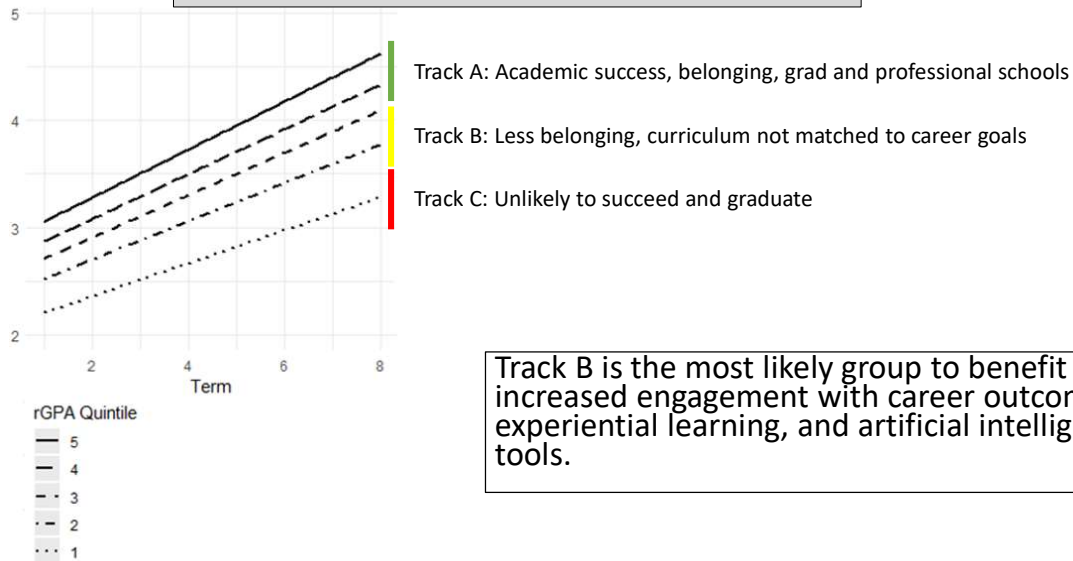 5
4
3
2
2
4
6
8
Term
rGPA Quintile
5
4
3
2
1
Track A: Academic success, belonging, grad and professional schools
Track B: Less belonging, curriculum not matched to career goals
Track C: Unlikely to succeed and graduate
Track B is the most likely group to benefit
increased engagement with career
experiential learning, and artificial
tools.